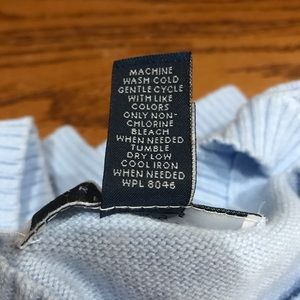 MACHINE
WASH COLD
GENTLE CYCLE
WITH LIKE
COLORS
ONLY NON-
CHLORINE
BLEACH
WHEN NEEDED
TUMBLE
DRY LOW
COOL IRON
WHEN NEEDED
WPL 8046